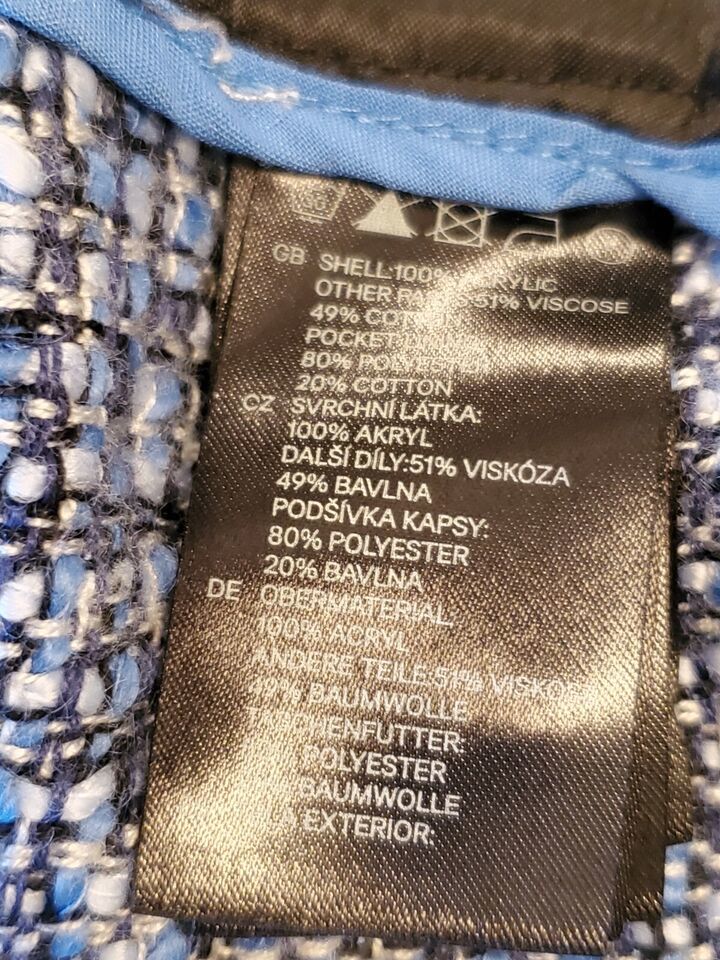 GB SHELL:100% ACRYLIC
OTHER PARTS:51% VISCOSE
49% COTTON
POCKET LINING:
80% POLYESTER
20% COTTON
CZ SVRCHNÍ LÁTKA:
100% AKRYL
DALŠÍ DÍLY:51% VISKÓZA
49% BAVLNA
PODŠÍVKA KAPSY:
80% POLYESTER
20% BAVLNA
DE OBERMATERIAL:
100% ACRYL
ANDERE TEILE:51% VISKOSE
49% BAUMWOLLE
TASCHENFUTTER:
POLYESTER
BAUMWOLLE
EXTERIOR: